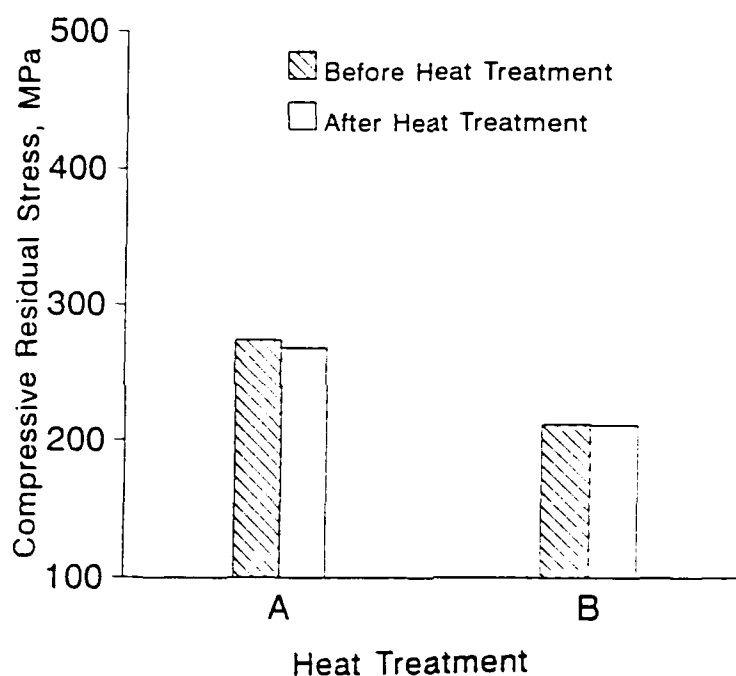 500
400
300
200
100
Compressive Residual Stress, MPa
Before Heat Treatment
After Heat Treatment
A
B
Heat Treatment